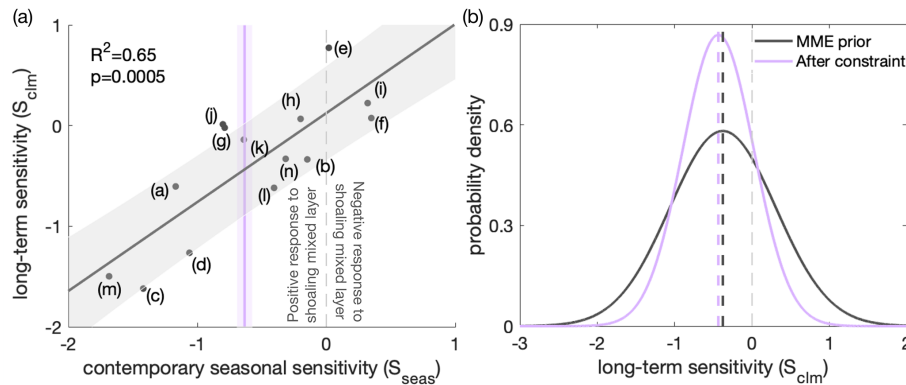 (a)
R²=0.65
p=0.0005
(e)
(i)
(h)
(f)
(j)
(g)
(k)
(n)
(b)
(a)
(l)
(d)
(m)
(c)
Positive response to
shoaling mixed layer
Negative response to
shoaling mixed layer
1
0
-1
-2
-2
-1
0
1
long-term sensitivity (S_clm)
contemporary seasonal sensitivity (S_seas)
(b)
MME prior
After constraint
0.9
0.6
0.3
0
-3
-2
-1
0
1
2
probability density
long-term sensitivity (S_clm)